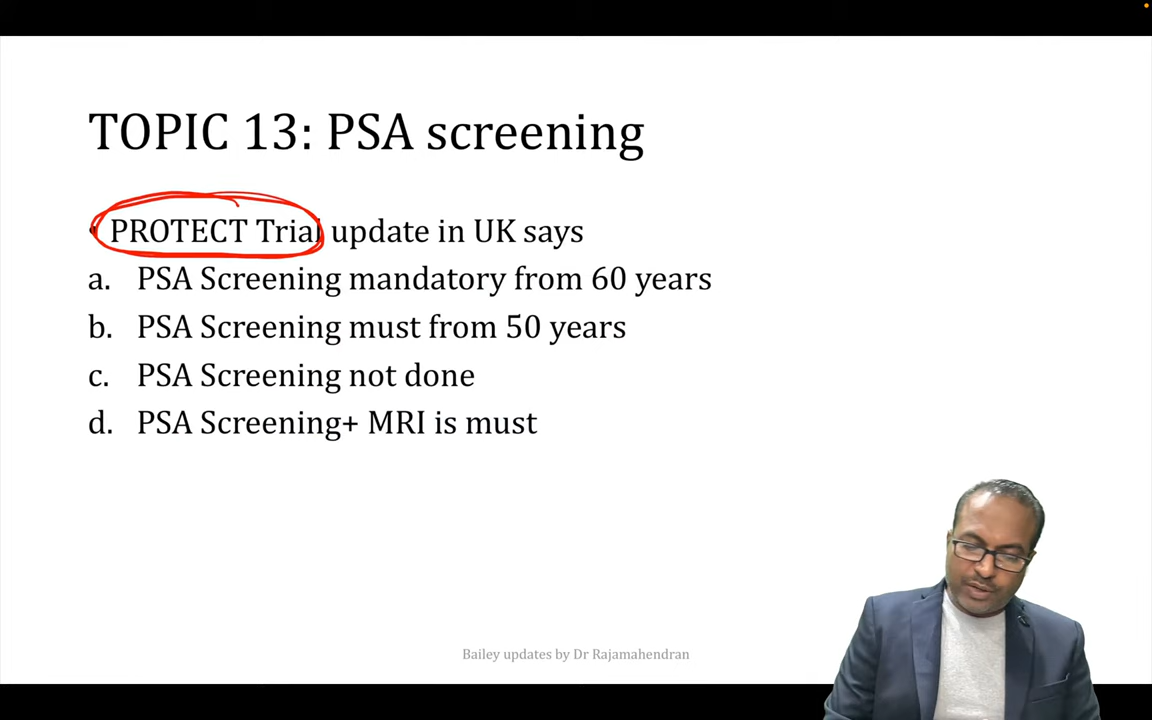 TOPIC 13: PSA screening
• PROTECT Trial update in UK says
a. PSA Screening mandatory from 60 years
b. PSA Screening must from 50 years
c. PSA Screening not done
d. PSA Screening+ MRI is must
Bailey updates by Dr Rajamahendran